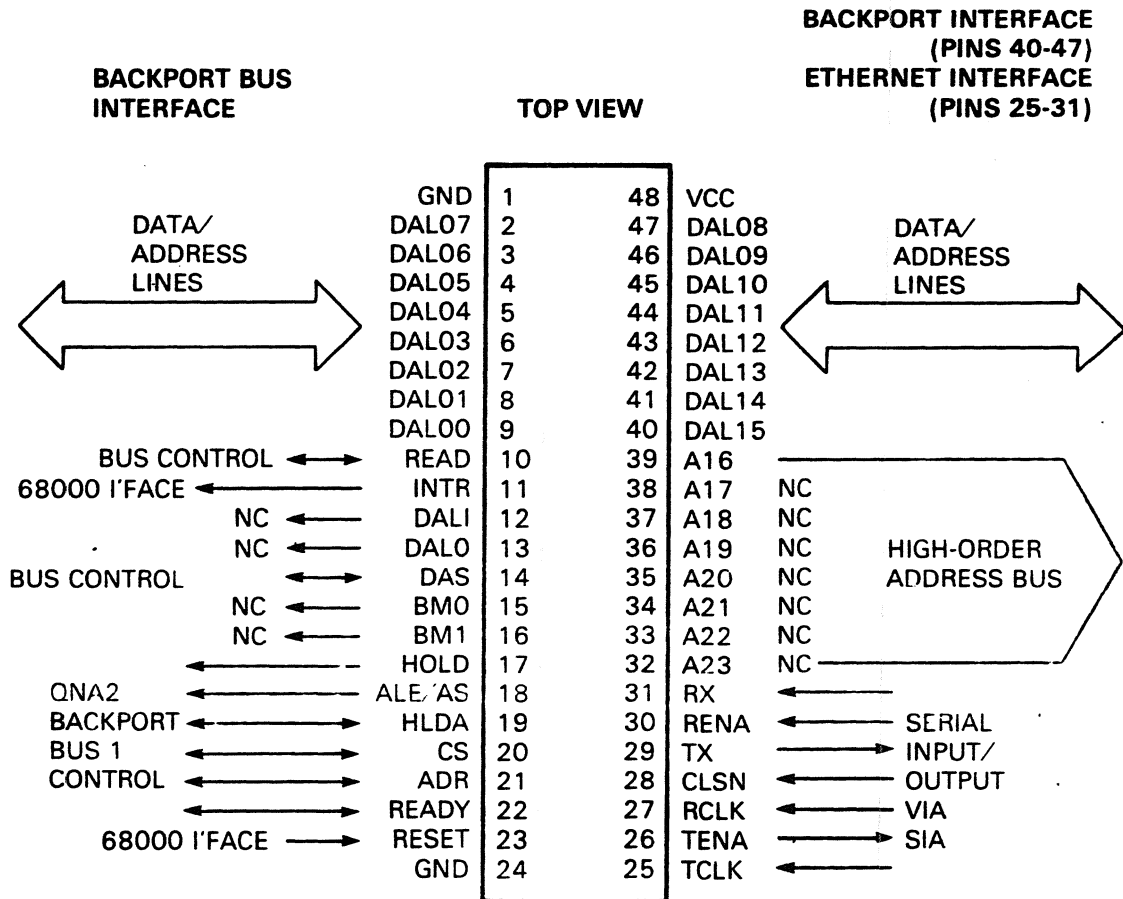 BACKPORT INTERFACE
(PINS 40-47)
BACKPORT BUS ETHERNET INTERFACE
INTERFACE TOP VIEW (PINS 25-31)
GND 1 48 VCC
DATA/ DAL07 2 47 DAL08 DATA/
ADDRESS DAL06 3 46 DAL09 ADDRESS
LINES DAL05 4 45 DAL10 LINES
DAL04 5 44 DAL11
DAL03 6 43 DAL12
DAL02 7 42 DAL13
DAL01 8 41 DAL14
DAL00 9 40 DAL15
BUS CONTROL READ 10 39 A16
68000 I'FACE INTR 11 38 A17 NC
NC DALI 12 37 A18 NC
NC DALO 13 36 A19 NC HIGH-ORDER
BUS CONTROL DAS 14 35 A20 NC ADDRESS BUS
NC BM0 15 34 A21 NC
NC BM1 16 33 A22 NC
HOLD 17 32 A23 NC
QNA2 ALE/AS 18 31 RX
BACKPORT HLDA 19 30 RENA SERIAL
BUS 1 CS 20 29 TX INPUT/
CONTROL ADR 21 28 CLSN OUTPUT
READY 22 27 RCLK VIA
68000 I'FACE RESET 23 26 TENA SIA
GND 24 25 TCLK